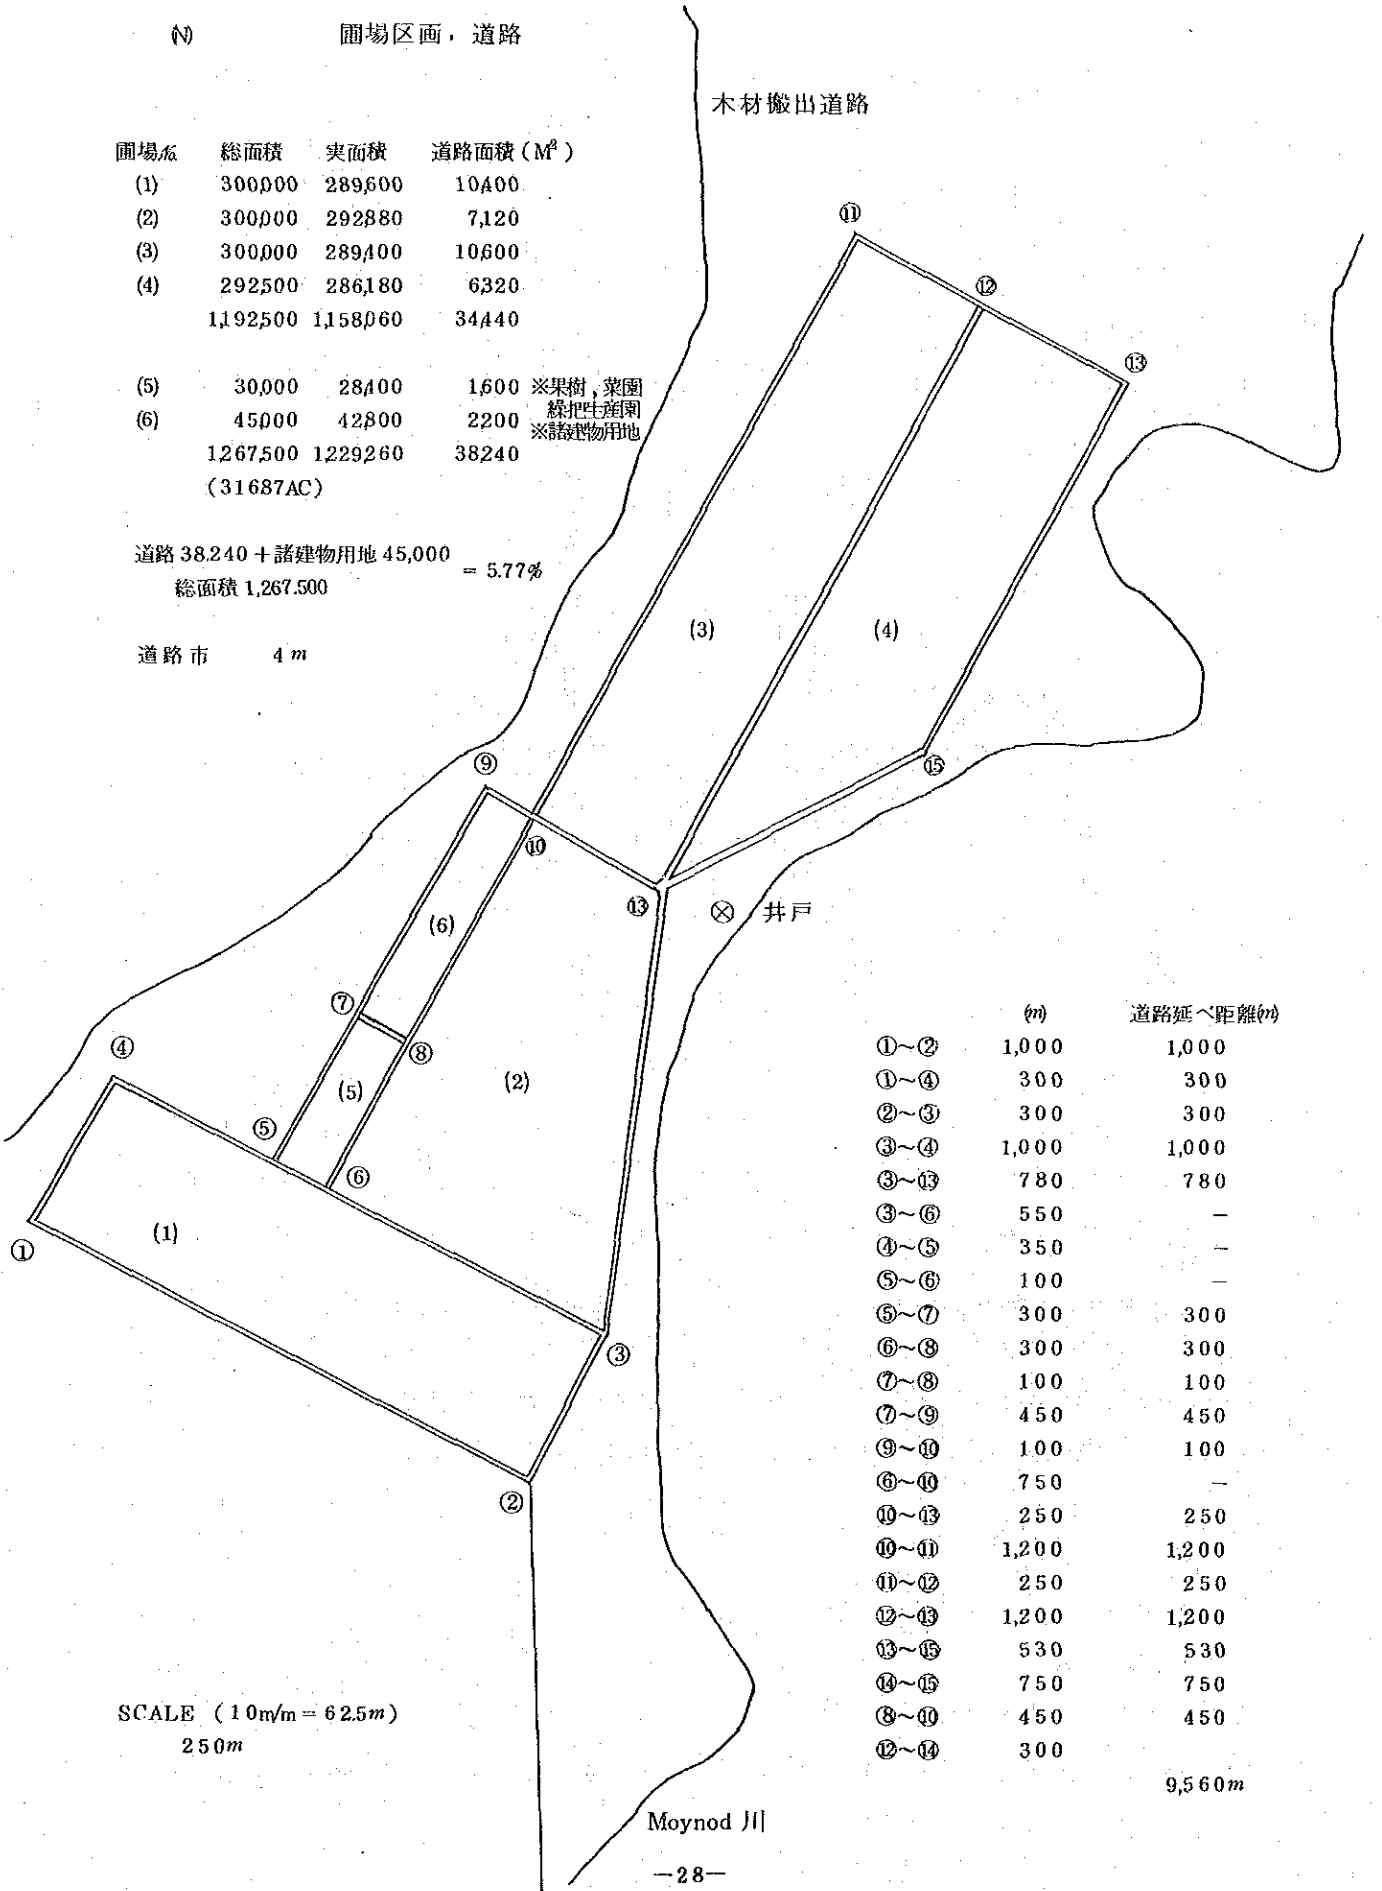 (N) 圃場区画，道路
木材搬出道路
圃場№ 総面積 実面積 道路面積(M²)
(1) 300,000 289,600 10,400
(2) 300,000 292,880 7,120
(3) 300,000 289,400 10,600
(4) 292,500 286,180 6,320
1,192,500 1,158,060 34,440
(5) 30,000 28,400 1,600 ※果樹，菜園
繰把生産園
(6) 45,000 42,800 2,200 ※諸建物用地
1,267,500 1,229,260 38,240
(31687AC)
道路 38.240 + 諸建物用地 45,000
総面積 1,267.500
= 5.77%
道路市 4m
⑪
⑫
⑬
(3)
(4)
⑨
⑮
⑩
⑬
⊗ 井戸
(6)
⑦
⑧
④
(5)
(2)
⑤
⑥
①
(1)
③
②
(m) 道路延べ距離(m)
①~② 1,000 1,000
①~④ 300 300
②~③ 300 300
③~④ 1,000 1,000
③~⑬ 780 780
③~⑥ 550 —
④~⑤ 350 —
⑤~⑥ 100 —
⑤~⑦ 300 300
⑥~⑧ 300 300
⑦~⑧ 100 100
⑦~⑨ 450 450
⑨~⑩ 100 100
⑥~⑩ 750 —
⑩~⑬ 250 250
⑩~⑪ 1,200 1,200
⑪~⑫ 250 250
⑫~⑬ 1,200 1,200
⑬~⑮ 530 530
⑭~⑮ 750 750
⑧~⑩ 450 450
⑫~⑭ 300
9,560m
SCALE (10m/m = 62.5m)
250m
Moynod 川
—28—